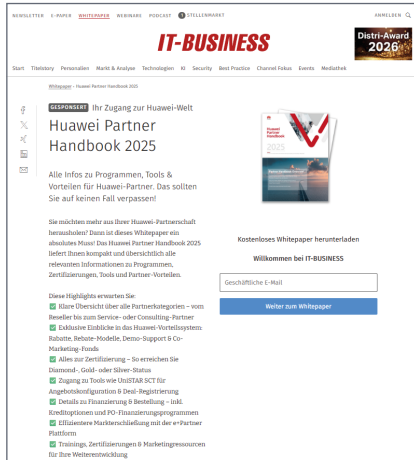 NEWSLETTER E-PAPER WHITEPAPER WEBINARE PODCAST STELLENMARKT ANMELDEN
IT-BUSINESS
Distri-Award
2026
Start Titelstory Personalien Markt & Analyse Technologien KI Security Best Practice Channel Fokus Events Mediathek
Whitepaper · Huawei Partner Handbook 2025
GESPONSERT Ihr Zugang zur Huawei-Welt
Huawei Partner
Handbook 2025
Alle Infos zu Programmen, Tools &
Vorteilen für Huawei-Partner. Das sollten
Sie auf keinen Fall verpassen!
Sie möchten mehr aus Ihrer Huawei-Partnerschaft
herausholen? Dann ist dieses Whitepaper ein
absolutes Muss! Das Huawei Partner Handbook 2025
liefert Ihnen kompakt und übersichtlich alle
relevanten Informationen zu Programmen,
Zertifizierungen, Tools und Partner-Vorteilen.
Diese Highlights erwarten Sie:
✅ Klare Übersicht über alle Partnerkategorien – vom
Reseller bis zum Service- oder Consulting-Partner
✅ Exklusive Einblicke in das Huawei-Vorteilssystem:
Rabatte, Rebate-Modelle, Demo-Support & Co-
Marketing-Fonds
✅ Alles zur Zertifizierung – So erreichen Sie
Diamond-, Gold- oder Silver-Status
✅ Zugang zu Tools wie UniSTAR SCT für
Angebotskonfiguration & Deal-Registrierung
✅ Details zu Finanzierung & Bestellung – inkl.
Kreditoptionen und PO-Finanzierungsprogrammen
✅ Effizientere Markterschließung mit der e+Partner
Plattform
✅ Trainings, Zertifizierungen & Marketingressourcen
für Ihre Weiterentwicklung
Huawei
Partner
Handbook
2025
Kostenloses Whitepaper herunterladen
Willkommen bei IT-BUSINESS
Geschäftliche E-Mail
Weiter zum Whitepaper